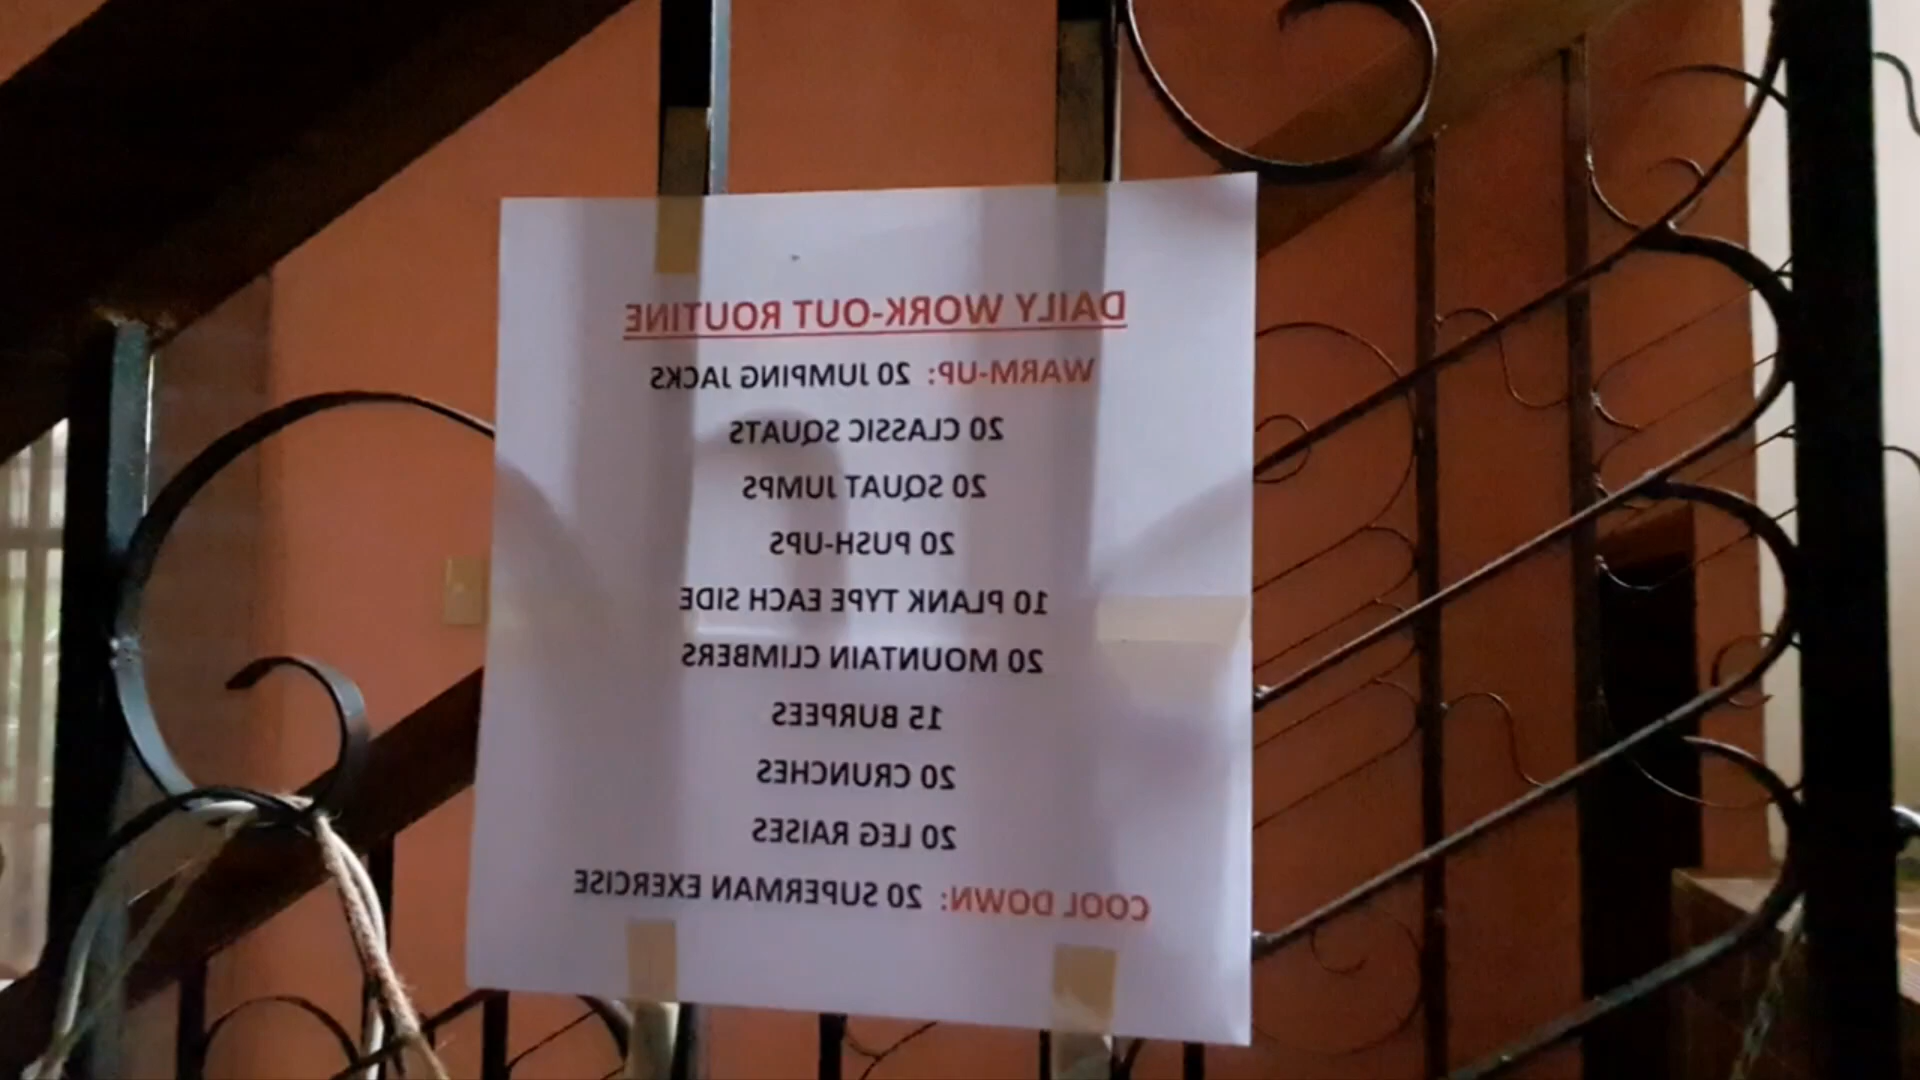 DAILY WORK-OUT ROUTINE
WARM-UP: 20 JUMPING JACKS
20 CLASSIC SQUATS
20 SQUAT JUMPS
20 PUSH-UPS
10 PLANK TYPE EACH SIDE
20 MOUNTAIN CLIMBERS
15 BURPEES
20 CRUNCHES
20 LEG RAISES
COOL DOWN: 20 SUPERMAN EXERCISE